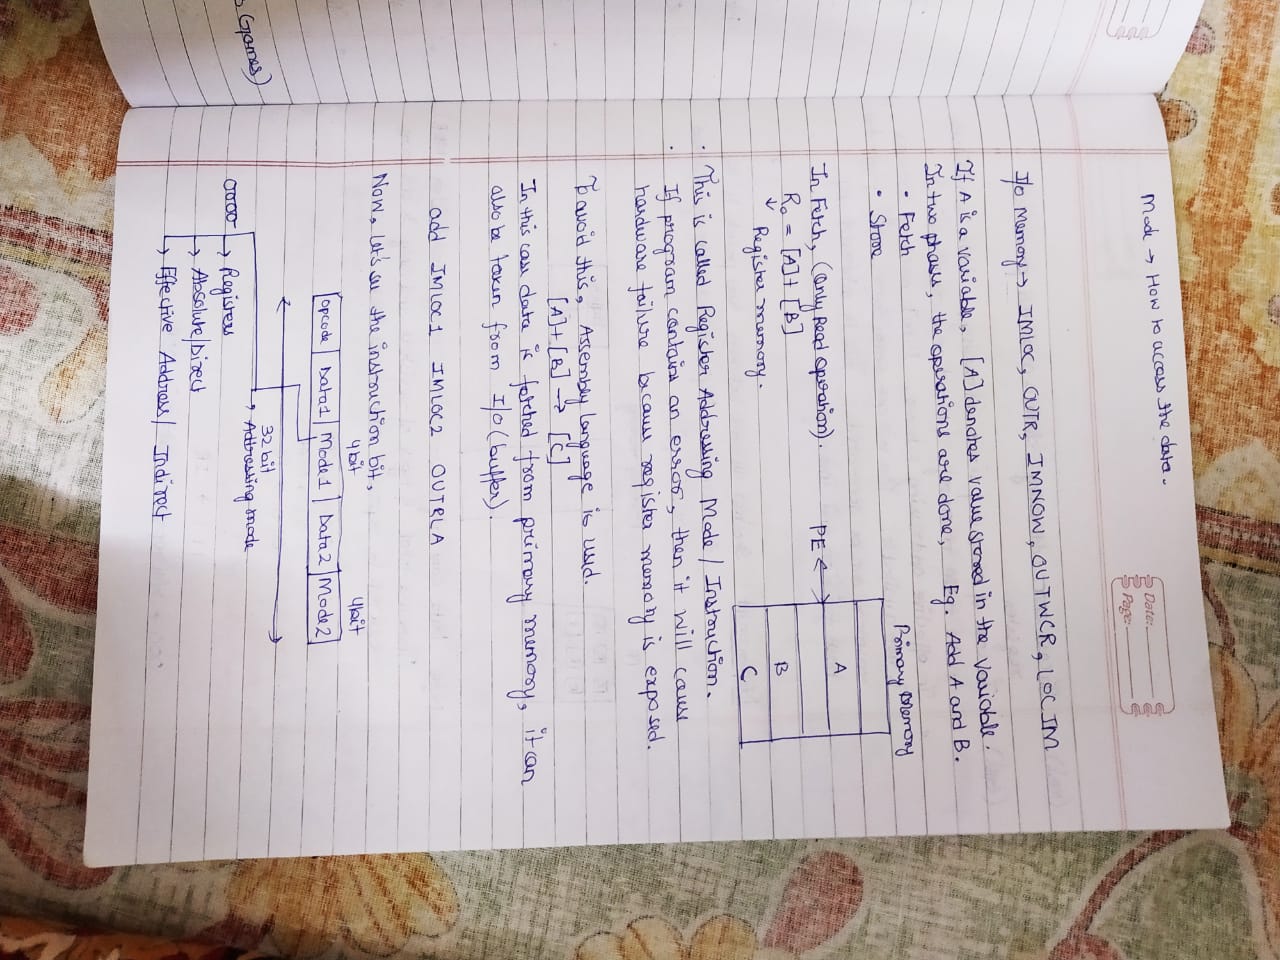 Date:
Page:
Mode → How to access the data.
I/O Memory → IMLOC, OUTR, IMNOW, OUTWCR, LOCIM
If A is a variable, [A] denotes value stored in the variable.
In two phases, the operations are done, Eg. Add A and B.
• Fetch
• Store
Primary Memory
A
B
C
PE
In Fetch, (only Read operation).
R₀ = [A] + [B]
↓ Register memory.
• This is called Register Addressing Mode / Instruction.
• If program contains an error, then it will cause
hardware failure because register memory is exposed.
To avoid this, Assembly language is used.
[A] + [B] → [C]
In this case data is fetched from primary memory, it can
also be taken from I/O (buffer).
add IMLOC1 IMLOC2 OUTRLA
Now, let's see the instruction bit,
4bit 4bit
Opcode | Data1 | Mode1 | Data2 | Mode2
32 bit
→ Addressing mode
0000
→ Registers
→ Absolute/Direct
→ Effective Address / Indirect
(Games)